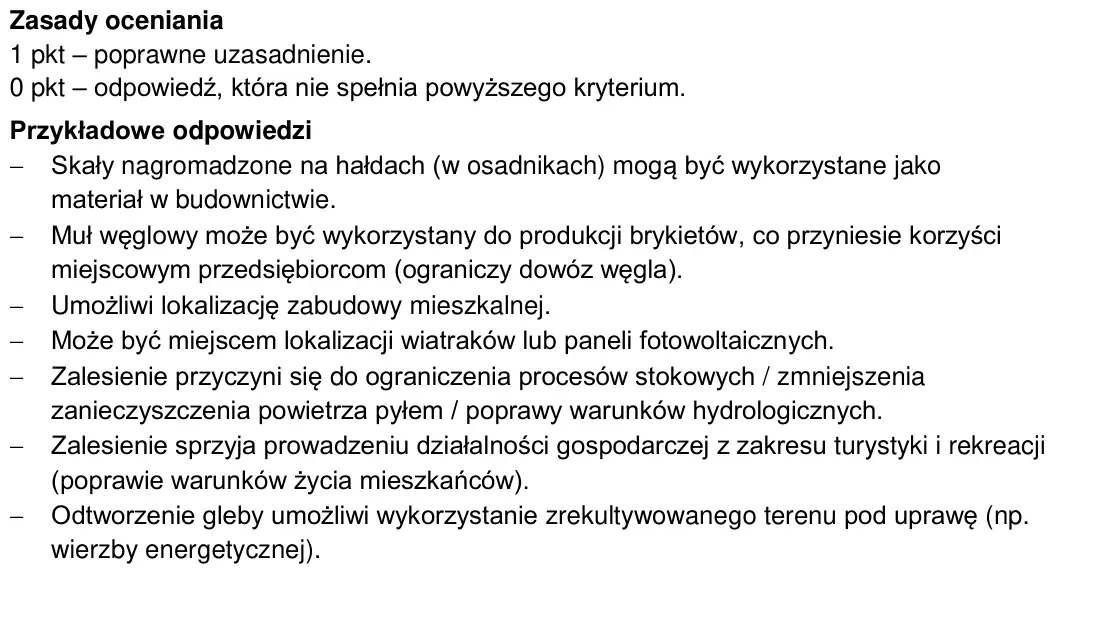 Zasady oceniania
1 pkt – poprawne uzasadnienie.
0 pkt – odpowiedź, która nie spełnia powyższego kryterium.
Przykładowe odpowiedzi
– Skały nagromadzone na hałdach (w osadnikach) mogą być wykorzystane jako
materiał w budownictwie.
– Muł węglowy może być wykorzystany do produkcji brykietów, co przyniesie korzyści
miejscowym przedsiębiorcom (ograniczy dowóz węgla).
– Umożliwi lokalizację zabudowy mieszkalnej.
– Może być miejscem lokalizacji wiatraków lub paneli fotowoltaicznych.
– Zalesienie przyczyni się do ograniczenia procesów stokowych / zmniejszenia
zanieczyszczenia powietrza pyłem / poprawy warunków hydrologicznych.
– Zalesienie sprzyja prowadzeniu działalności gospodarczej z zakresu turystyki i rekreacji
(poprawie warunków życia mieszkańców).
– Odtworzenie gleby umożliwi wykorzystanie zrekultywowanego terenu pod uprawę (np.
wierzby energetycznej).